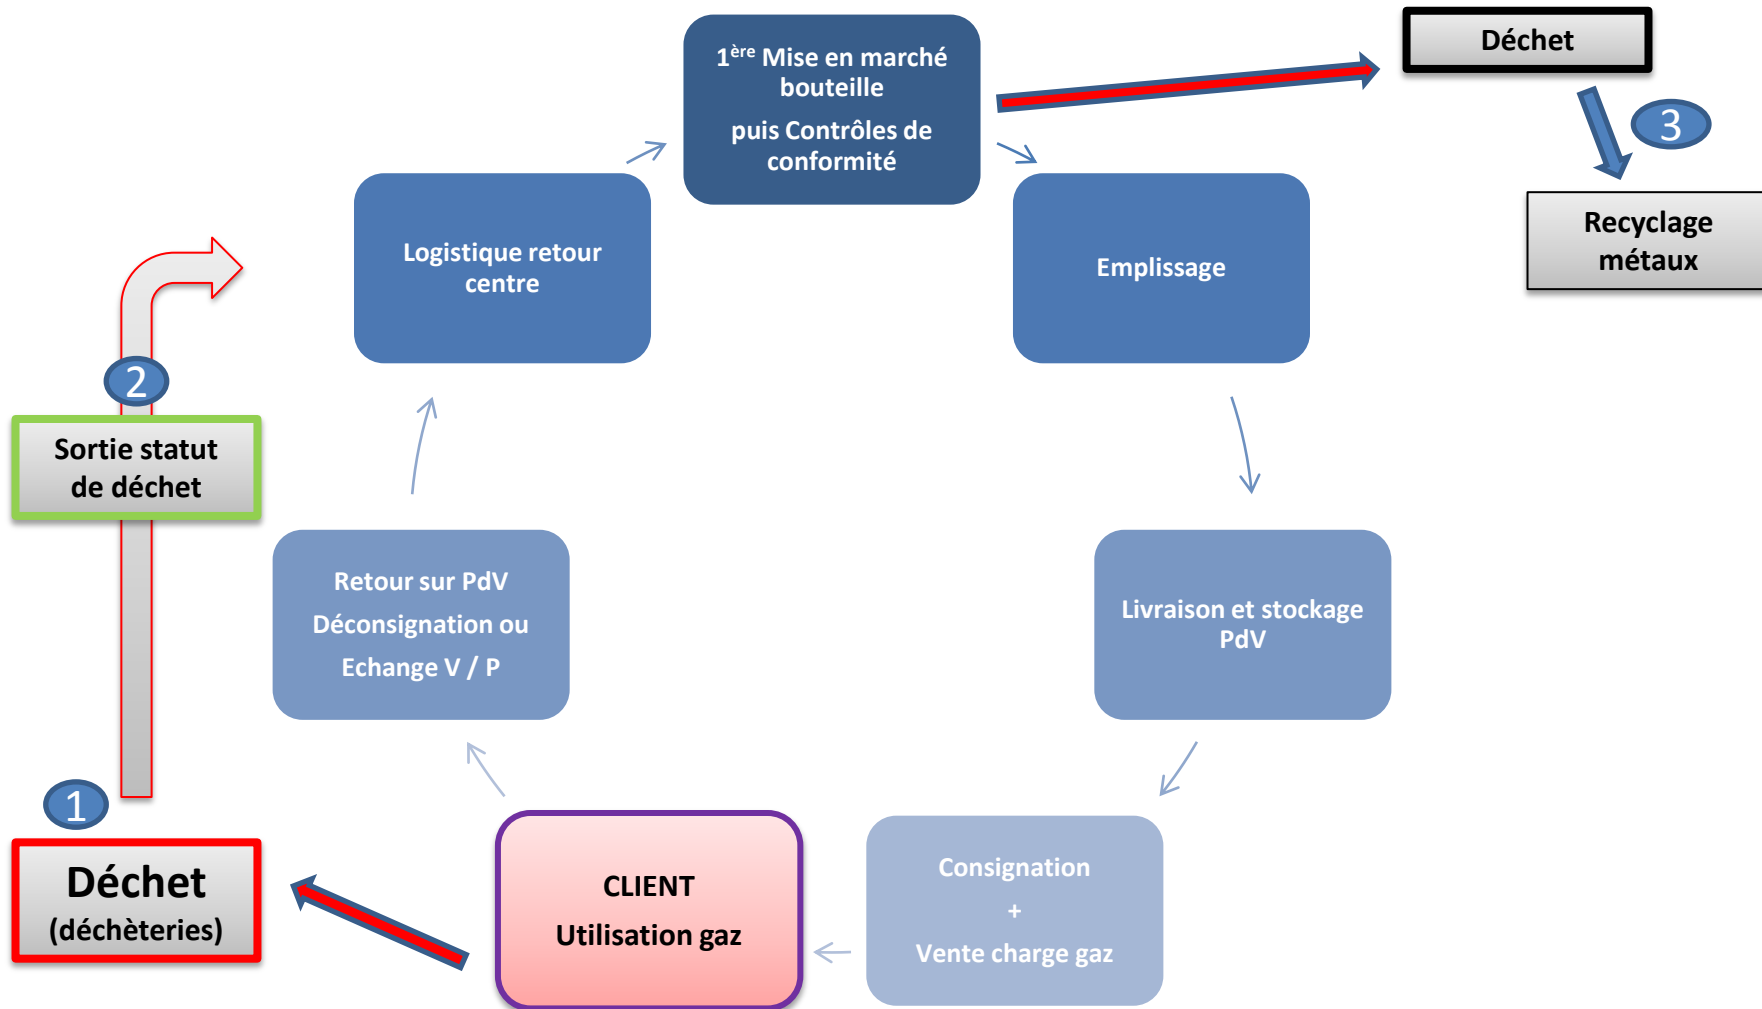 1ère Mise en marché
bouteille
puis Contrôles de
conformité
Déchet
3
Recyclage
métaux
Logistique retour
centre
Emplissage
2
Sortie statut
de déchet
Retour sur PdV
Déconsignation ou
Echange V / P
Livraison et stockage
PdV
1
Déchet
(déchèteries)
CLIENT
Utilisation gaz
Consignation
+
Vente charge gaz